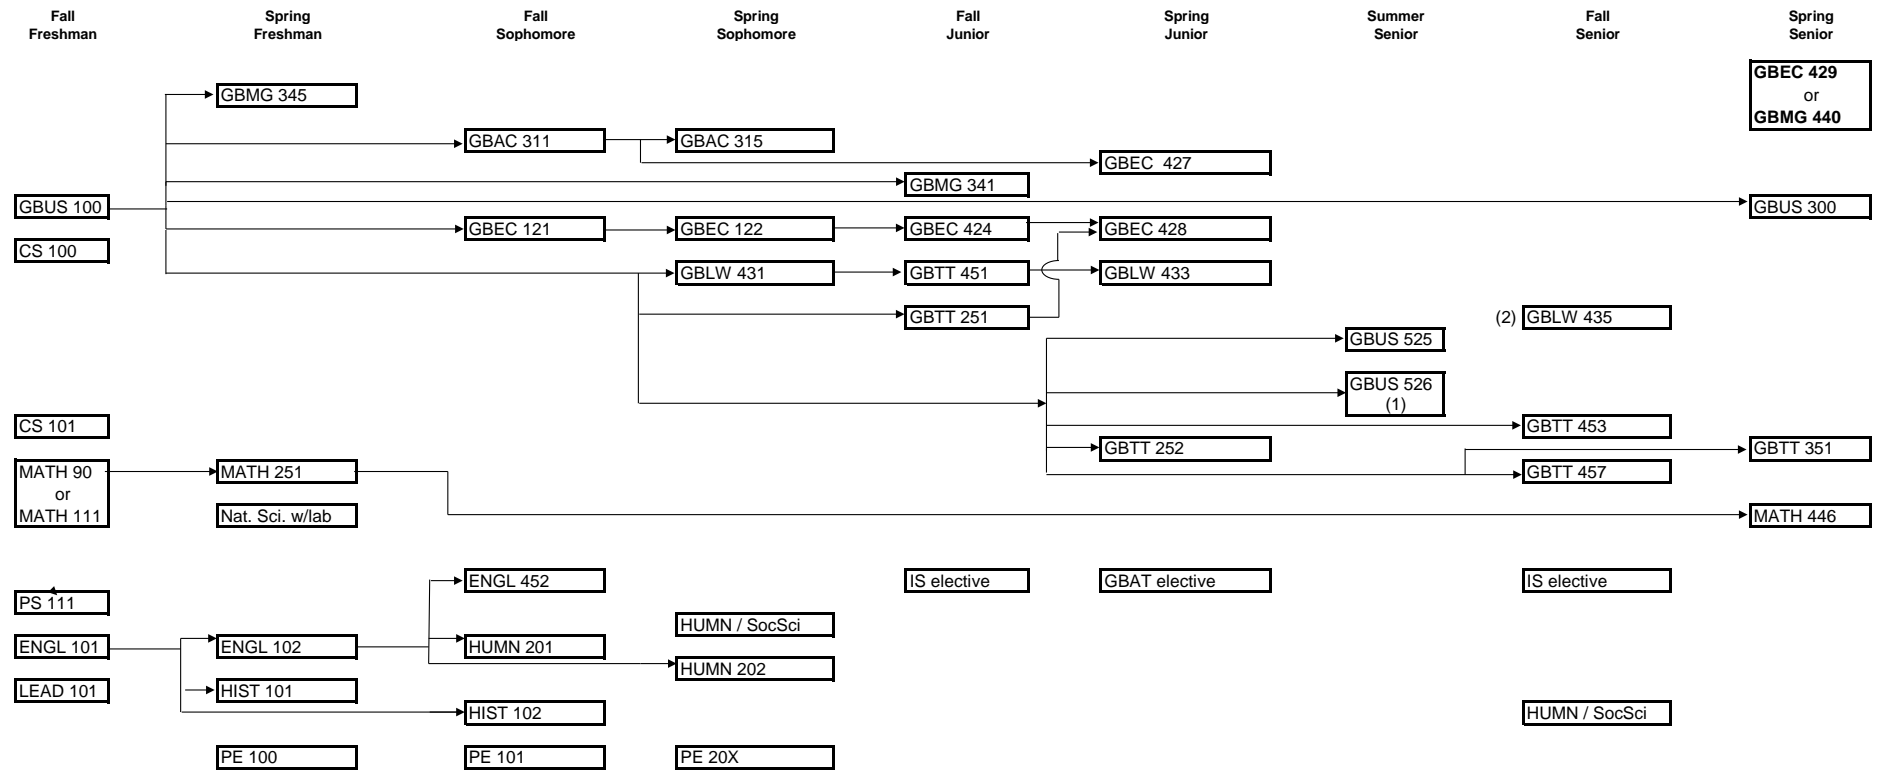 Fall Spring Fall Spring Fall Spring Summer Fall Spring
Freshman Freshman Sophomore Sophomore Junior Junior Senior Senior Senior
GBEC 429
GBMG 345 or
GBMG 440
GBAC 311 GBAC 315
GBEC 427
GBMG 341
GBUS 100 GBUS 300
GBEC 121 GBEC 122 GBEC 424 GBEC 428
CS 100
GBLW 431 GBTT 451 GBLW 433
GBTT 251 (2) GBLW 435
GBUS 525
GBUS 526
(1)
CS 101 GBTT 453
GBTT 252 GBTT 351
MATH 90 MATH 251 GBTT 457
or
MATH 111 Nat. Sci. w/lab MATH 446
ENGL 452 IS elective GBAT elective IS elective
PS 111
HUMN / SocSci
ENGL 101 ENGL 102 HUMN 201
HUMN 202
LEAD 101 HIST 101
HIST 102 HUMN / SocSci
PE 100 PE 101 PE 20X